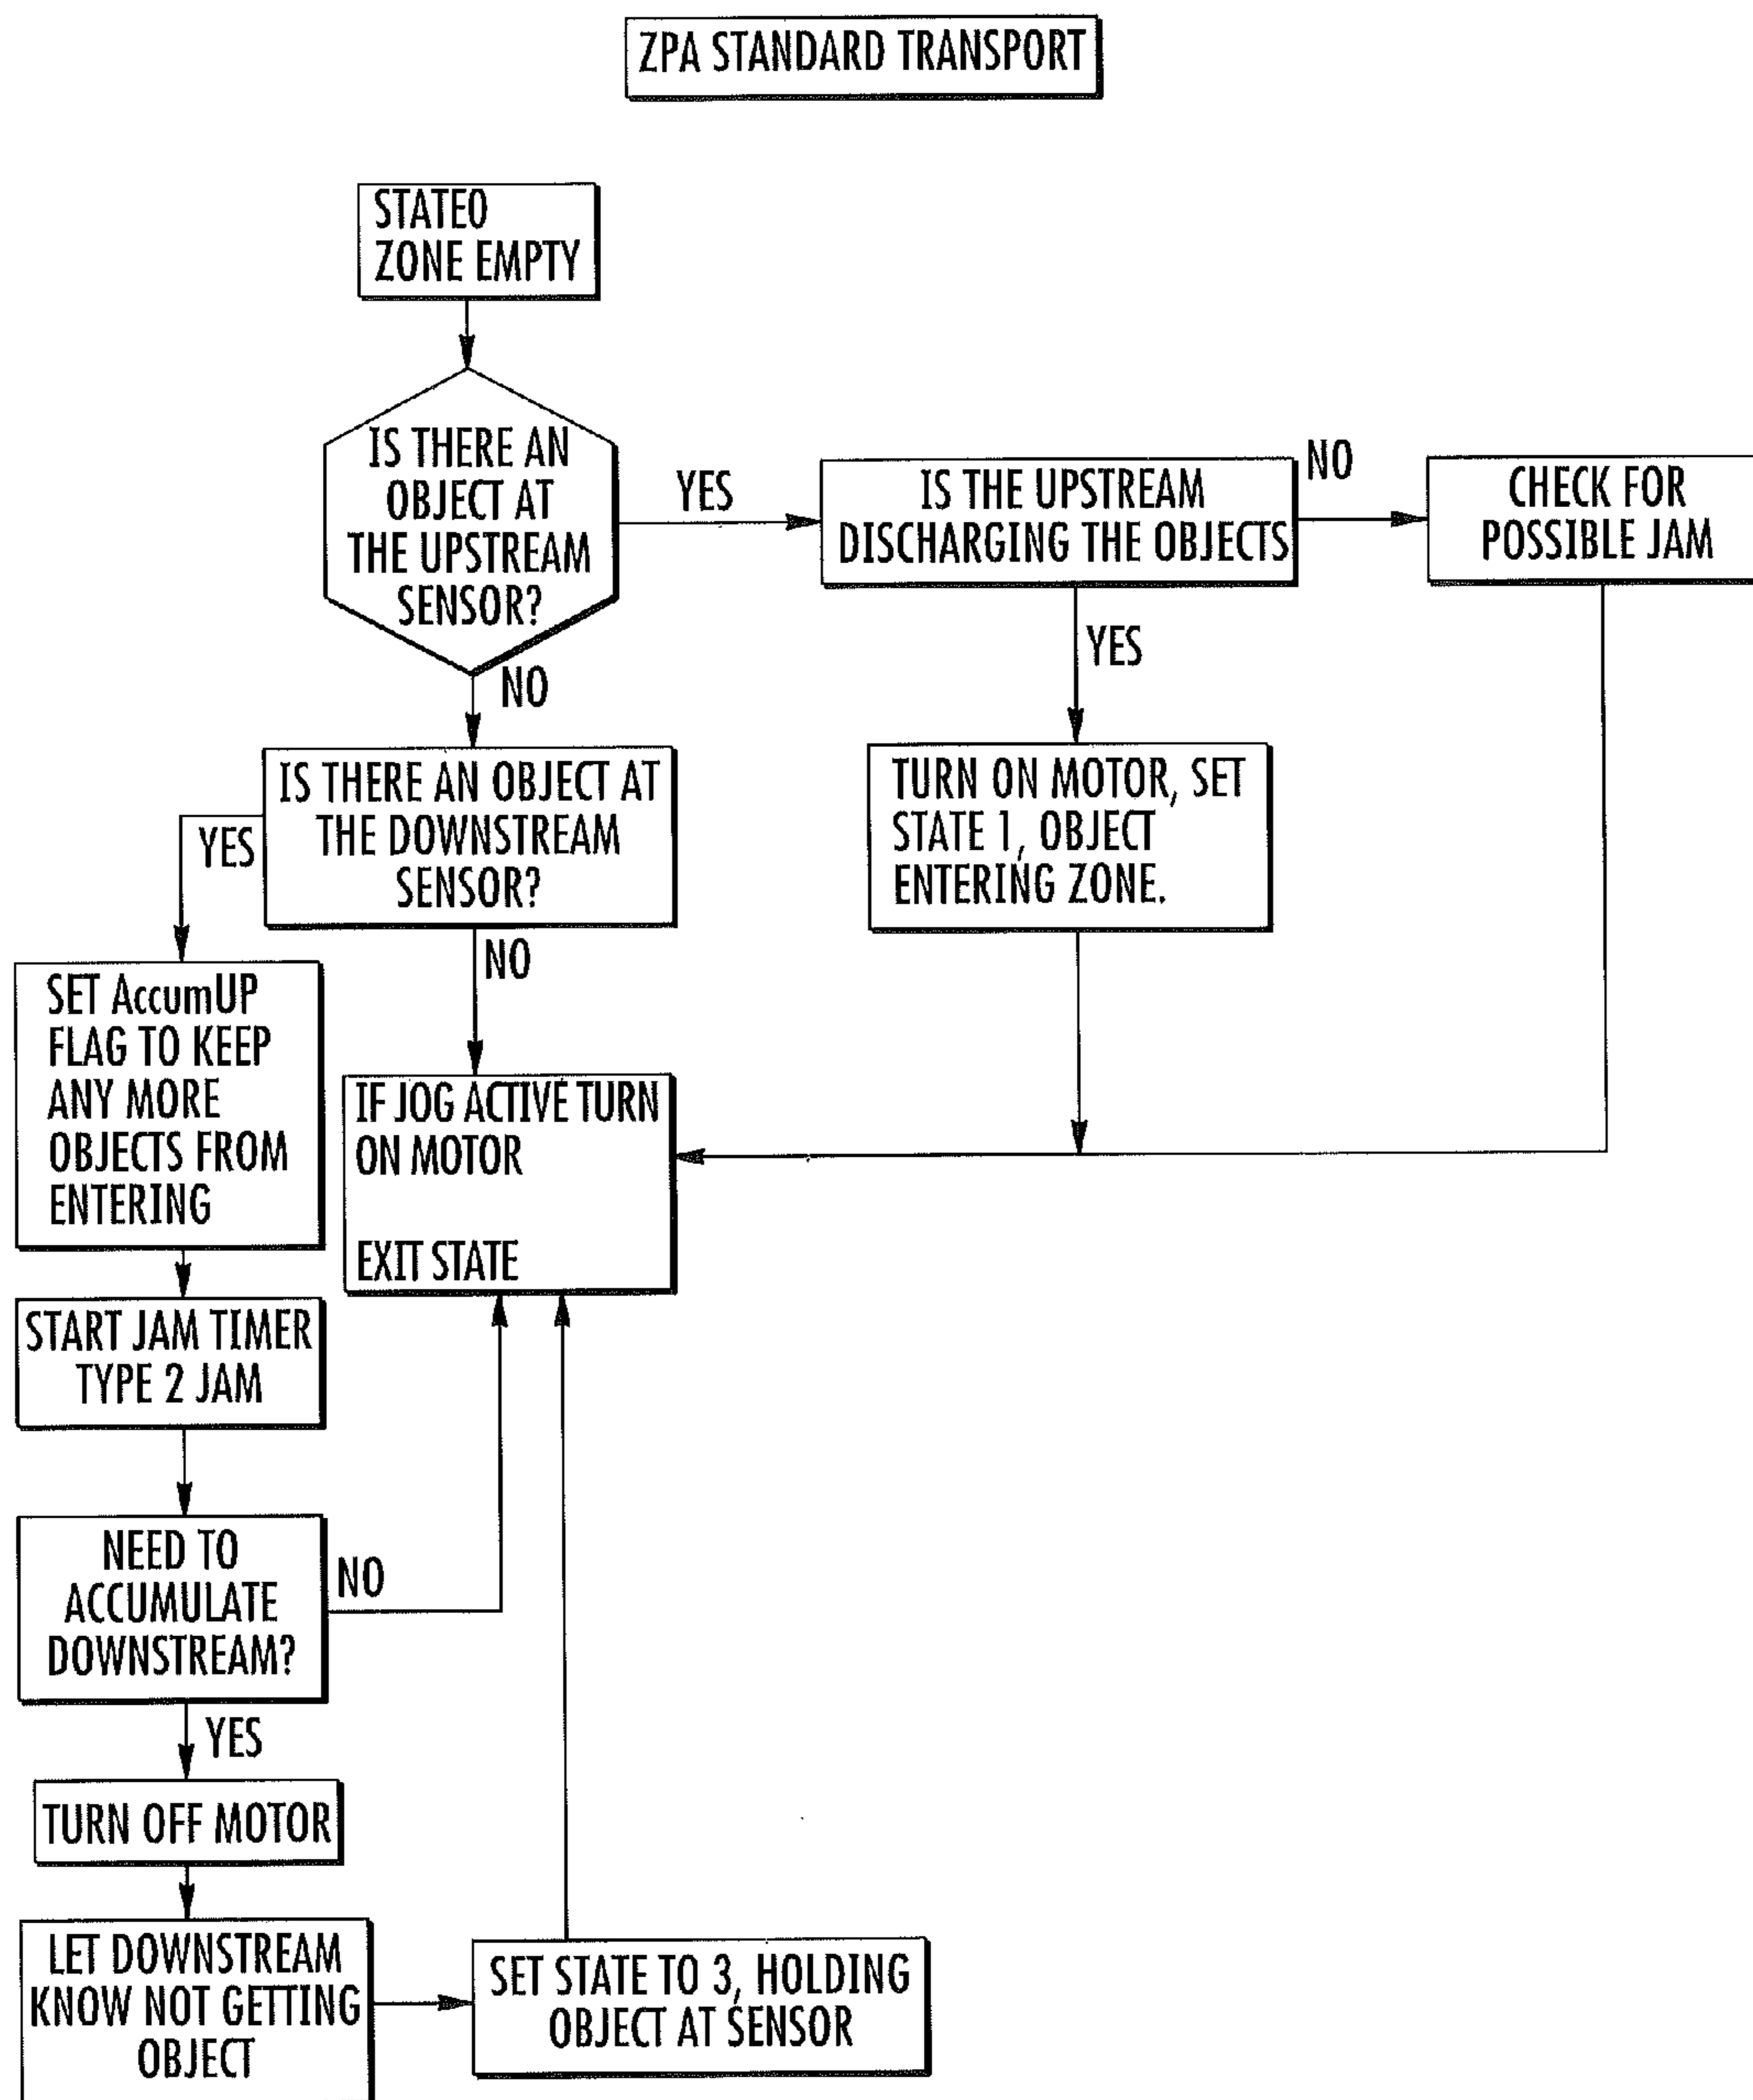 ZPA STANDARD TRANSPORT
STATE0
ZONE EMPTY
IS THERE AN
OBJECT AT
THE UPSTREAM
SENSOR?
YES
IS THE UPSTREAM
DISCHARGING THE OBJECTS
NO
CHECK FOR
POSSIBLE JAM
YES
NO
TURN ON MOTOR, SET
STATE 1, OBJECT
ENTERING ZONE.
IS THERE AN OBJECT AT
THE DOWNSTREAM
SENSOR?
YES
NO
SET AccumUP
FLAG TO KEEP
ANY MORE
OBJECTS FROM
ENTERING
IF JOG ACTIVE TURN
ON MOTOR
EXIT STATE
START JAM TIMER
TYPE 2 JAM
NEED TO
ACCUMULATE
DOWNSTREAM?
NO
YES
TURN OFF MOTOR
LET DOWNSTREAM
KNOW NOT GETTING
OBJECT
SET STATE TO 3, HOLDING
OBJECT AT SENSOR